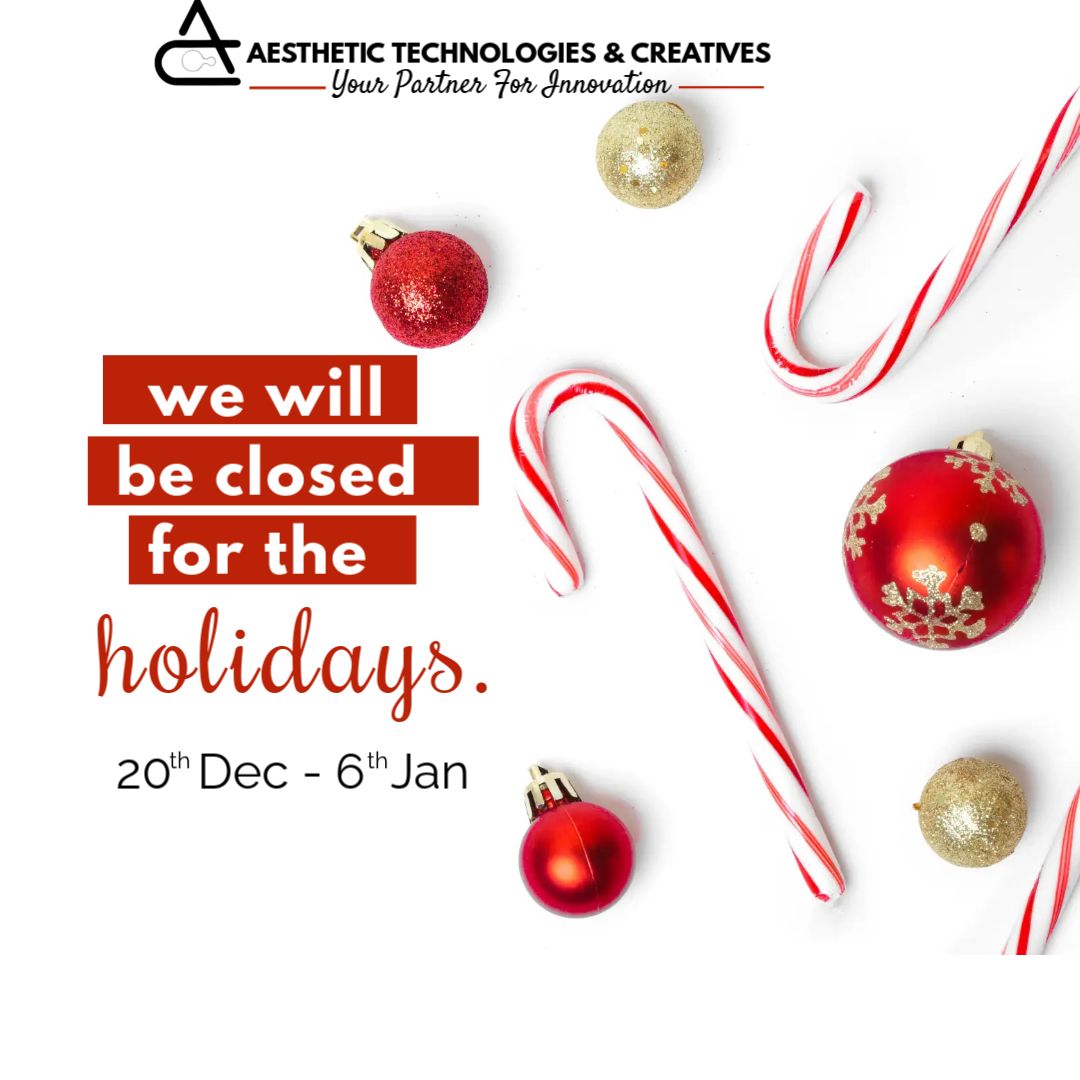 AESTHETIC TECHNOLOGIES & CREATIVES
Your Partner For Innovation
we will
be closed
for the
holidays.
20th Dec - 6th Jan